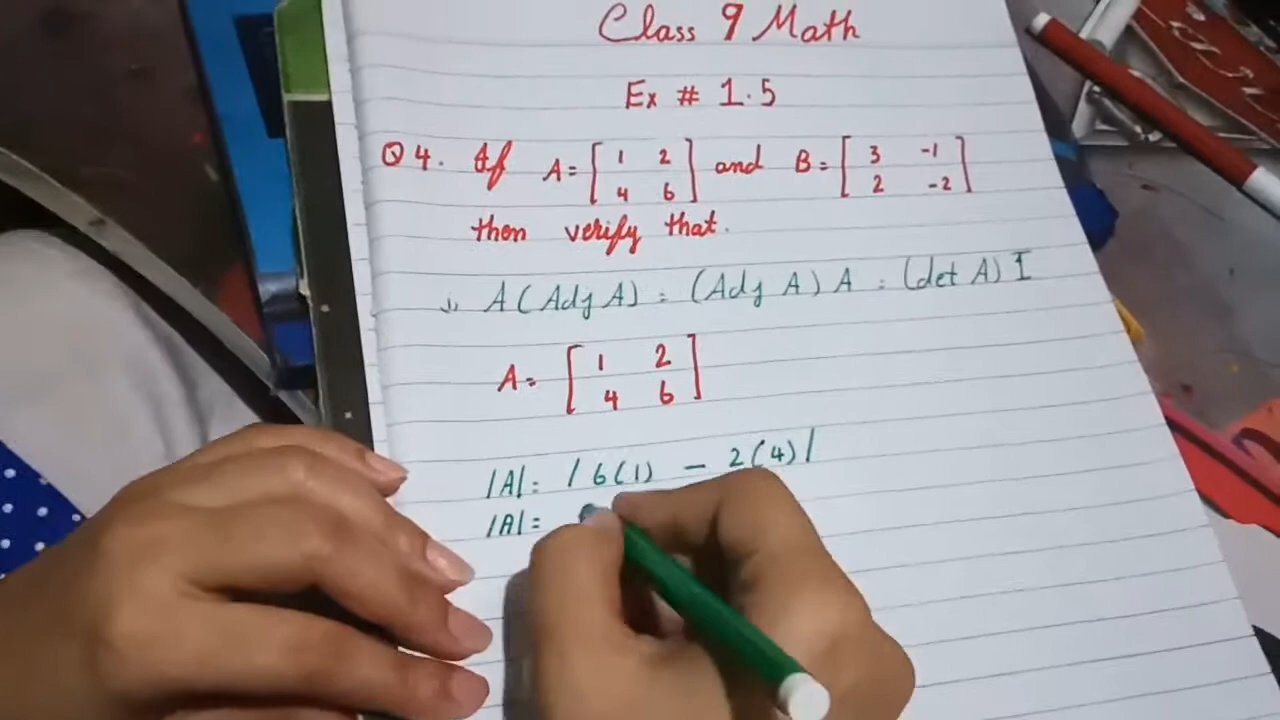 Class 9 Math
Ex # 1.5
Q4. If A = [1 2 4 6] and B = [3 -1 2 -2]
then verify that.
i, A(Adj A) = (Adj A) A = (det A) I
A = [1 2 4 6]
|A| = |6(1) - 2(4)|
|A| =